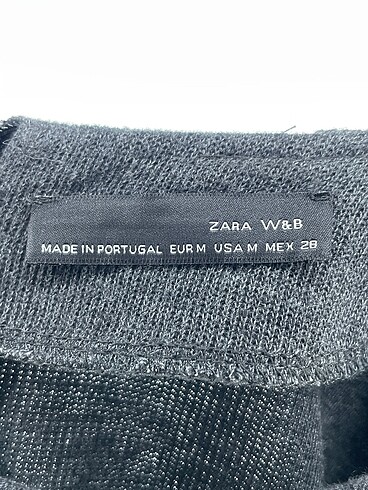 ZARA W&B
MADE IN PORTUGAL EUR M USA M MEX 28